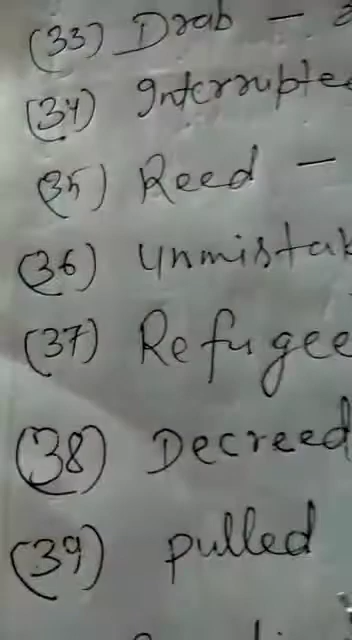 (33) Drab -
(34) Interrupte
(35) Reed -
(36) Unmistak
(37) Refugee
(38) Decreed
(39) pulled